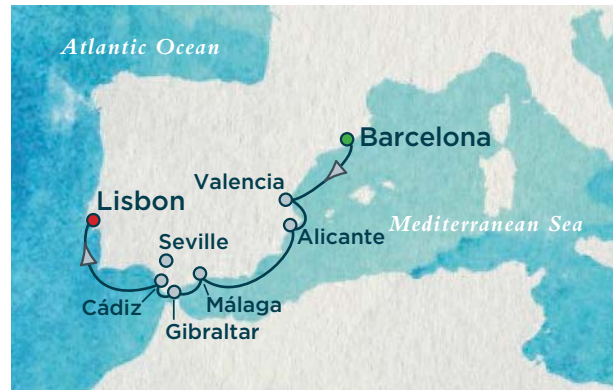 Atlantic Ocean
Barcelona
Valencia
Lisbon
Mediterranean Sea
Alicante
Seville
Cádiz
Málaga
Gibraltar